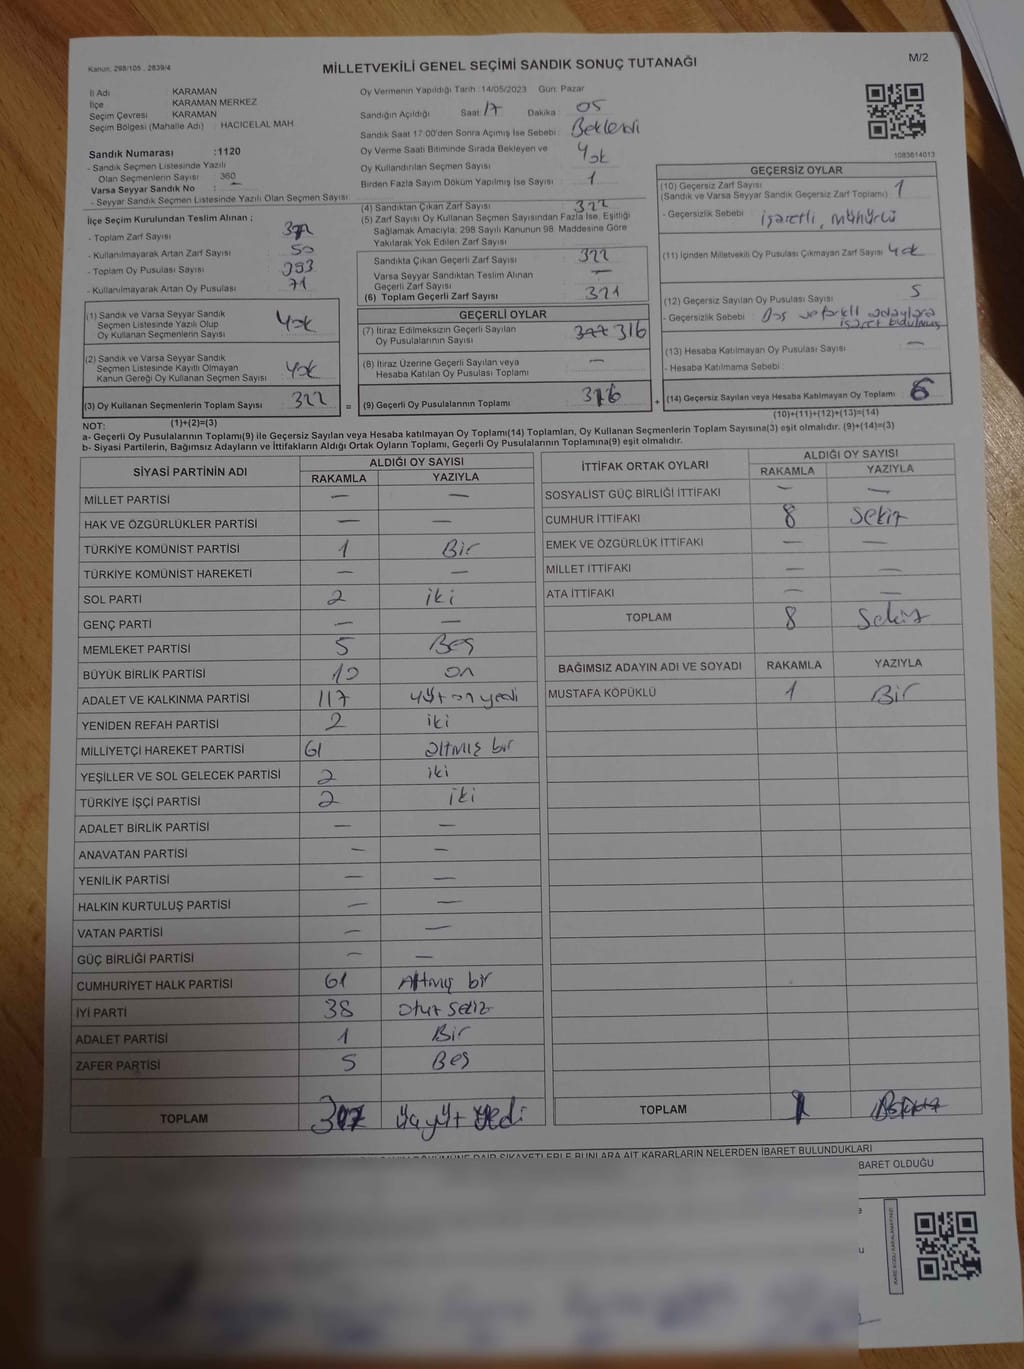 Kanun: 298/105 , 2839/4
MİLLETVEKİLİ GENEL SEÇİMİ SANDIK SONUÇ TUTANAĞI
M/2
İl Adı KARAMAN
İlçe KARAMAN MERKEZ
Seçim Çevresi KARAMAN
Seçim Bölgesi (Mahalle Adı) : HACICELAL MAH
Sandık Numarası :1120
- Sandık Seçmen Listesinde Yazılı
Olan Seçmenlerin Sayısı 360
Varsa Seyyar Sandık No :
- Seyyar Sandık Seçmen Listesinde Yazılı Olan Seçmen Sayısı
İlçe Seçim Kurulundan Teslim Alınan ;
- Toplam Zarf Sayısı :
- Kullanılmayarak Artan Zarf Sayısı : 50
- Toplam Oy Pusulası Sayısı : 393
- Kullanılmayarak Artan Oy Pusulası : 71
(1) Sandık ve Varsa Seyyar Sandık
Seçmen Listesinde Yazılı Olup
Oy Kullanan Seçmenlerin Sayısı Yok
(2) Sandık ve Varsa Seyyar Sandık
Seçmen Listesinde Kayıtlı Olmayan
Kanun Gereği Oy Kullanan Seçmen Sayısı Yok
(3) Oy Kullanan Seçmenlerin Toplam Sayısı 322
(1)+(2)=(3)
Oy Vermenin Yapıldığı Tarih :14/05/2023 Gün: Pazar
Sandığın Açıldığı Saat: 17 Dakika : 05
Sandık Saat 17:00'den Sonra Açımış İse Sebebi : Beklendi
Oy Verme Saati Bitiminde Sırada Bekleyen ve
Oy Kullandırılan Seçmen Sayısı : Yok
Birden Fazla Sayım Döküm Yapılmış İse Sayısı : 1
(4) Sandıktan Çıkan Zarf Sayısı : 322
(5) Zarf Sayısı Oy Kullanan Seçmen Sayısından Fazla İse, Eşitliği
Sağlamak Amacıyla; 298 Sayılı Kanunun 98. Maddesine Göre
Yakılarak Yok Edilen Zarf Sayısı :
Sandıkta Çıkan Geçerli Zarf Sayısı : 322
Varsa Seyyar Sandıktan Teslim Alınan
Geçerli Zarf Sayısı : —
(6) Toplam Geçerli Zarf Sayısı : 321
GEÇERLİ OYLAR
(7) İtiraz Edilmeksizin Geçerli Sayılan
Oy Pusulalarının Sayısı : 316
(8) İtiraz Üzerine Geçerli Sayılan veya
Hesaba Katılan Oy Pusulası Toplamı : —
= (9) Geçerli Oy Pusulalarının Toplamı 316
1083614013
GEÇERSİZ OYLAR
(10) Geçersiz Zarf Sayısı
(Sandık ve Varsa Seyyar Sandık Geçersiz Zarf Toplamı) : 1
- Geçersizlik Sebebi : işaretli, mühürlü
(11) İçinden Milletvekili Oy Pusulası Çıkmayan Zarf Sayısı : Yok
(12) Geçersiz Sayılan Oy Pusulası Sayısı : 5
- Geçersizlik Sebebi : ve farklı adaylara
işaret
(13) Hesaba Katılmayan Oy Pusulası Sayısı : —
- Hesaba Katılmama Sebebi :
+ (14) Geçersiz Sayılan veya Hesaba Katılmayan Oy Toplamı : 6
(10)+(11)+(12)+(13)=(14)
NOT:
a- Geçerli Oy Pusulaları Toplamı(9) ile Geçersiz Sayılan veya Hesaba katılmayan Oy Toplamı(14) Toplamları, Oy Kullanan Seçmenlerin Toplam Sayısına(3) eşit olmalıdır. (9)+(14)=(3)
b- Siyasi Partilerin, Bağımsız Adayların ve İttifakların Aldığı Ortak Oyların Toplamı, Geçerli Oy Pusulalarının Toplamına(9) eşit olmalıdır.
SİYASİ PARTİNİN ADI ALDIĞI OY SAYISI
RAKAMLA YAZIYLA
MİLLET PARTİSİ — —
HAK VE ÖZGÜRLÜKLER PARTİSİ — —
TÜRKİYE KOMÜNİST PARTİSİ 1 Bir
TÜRKİYE KOMÜNİST HAREKETİ — —
SOL PARTİ 2 iki
GENÇ PARTİ — —
MEMLEKET PARTİSİ 5 Beş
BÜYÜK BİRLİK PARTİSİ 10 on
ADALET VE KALKINMA PARTİSİ 117 yüz on yedi
YENİDEN REFAH PARTİSİ 2 iki
MİLLİYETÇİ HAREKET PARTİSİ 61 altmış bir
YEŞİLLER VE SOL GELECEK PARTİSİ 2 iki
TÜRKİYE İŞÇİ PARTİSİ 2 iki
ADALET BİRLİK PARTİSİ — —
ANAVATAN PARTİSİ — —
YENİLİK PARTİSİ — —
HALKIN KURTULUŞ PARTİSİ — —
VATAN PARTİSİ — —
GÜÇ BİRLİĞİ PARTİSİ — —
CUMHURİYET HALK PARTİSİ 61 Altmış bir
İYİ PARTİ 38 otuz sekiz
ADALET PARTİSİ 1 Bir
ZAFER PARTİSİ 5 Beş
TOPLAM 307 yedi
İTTİFAK ORTAK OYLARI ALDIĞI OY SAYISI
RAKAMLA YAZIYLA
SOSYALİST GÜÇ BİRLİĞİ İTTİFAKI — —
CUMHUR İTTİFAKI 8 Sekiz
EMEK VE ÖZGÜRLÜK İTTİFAKI — —
MİLLET İTTİFAKI — —
ATA İTTİFAKI — —
TOPLAM 8 Sekiz
BAĞIMSIZ ADAYIN ADI VE SOYADI RAKAMLA YAZIYLA
MUSTAFA KÖPÜKLÜ 1 Bir
TOPLAM 1
ŞİKAYETLERLE BUNLARA AİT KARARLARIN NELERDEN İBARET BULUNDUKLARI
BARET OLDUĞU